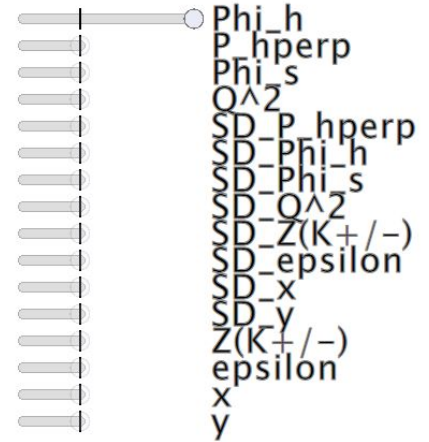 Phi_h
P_hperp
Phi_s
Q^2
SD_P_hperp
SD_Phi_h
SD_Phi_s
SD_Q^2
SD_Z(K+/-)
SD_epsilon
SD_x
SD_y
Z(K+/-)
epsilon
x
y